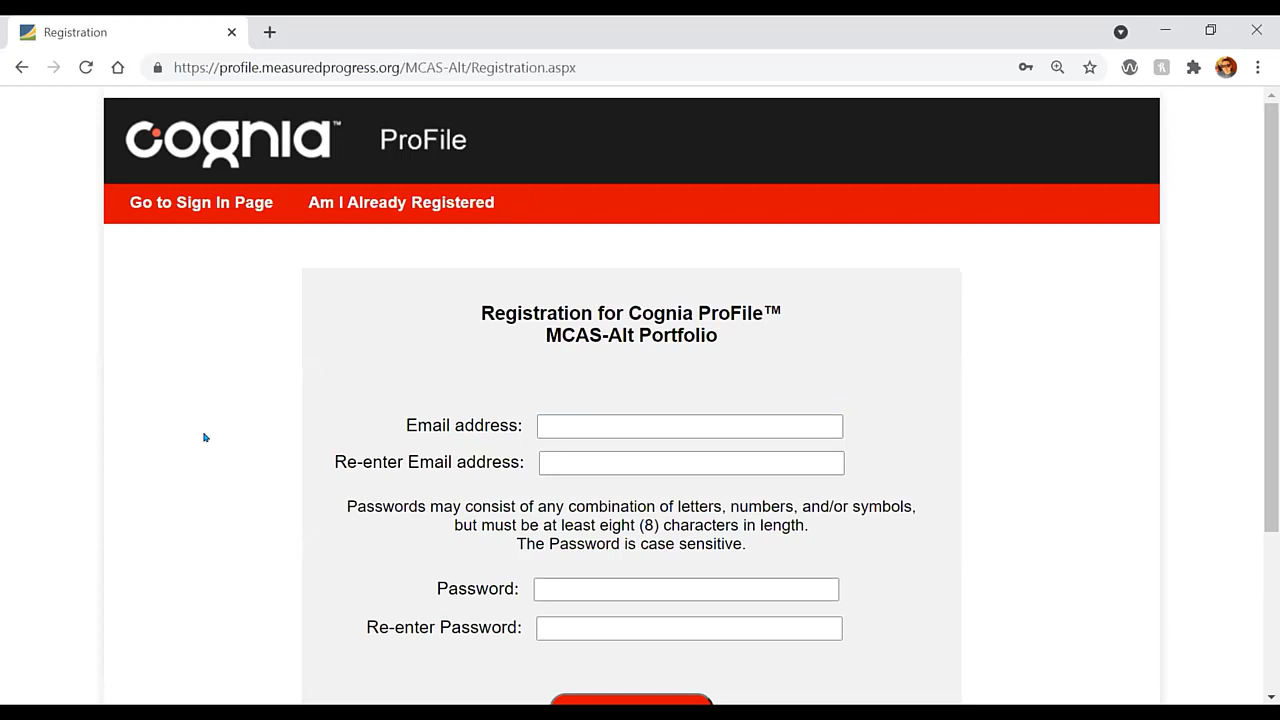 Registration
https://profile.measuredprogress.org/MCAS-Alt/Registration.aspx
cognia™ ProFile
Go to Sign In Page Am I Already Registered
Registration for Cognia ProFile™
MCAS-Alt Portfolio
Email address:
Re-enter Email address:
Passwords may consist of any combination of letters, numbers, and/or symbols,
but must be at least eight (8) characters in length.
The Password is case sensitive.
Password:
Re-enter Password: